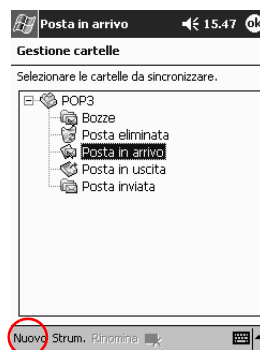 Posta in arrivo 15.47 ok
Gestione cartelle
Selezionare le cartelle da sincronizzare.
POP3
Bozze
Posta eliminata
Posta in arrivo
Posta in uscita
Posta inviata
Nuovo Strum. Rinomina